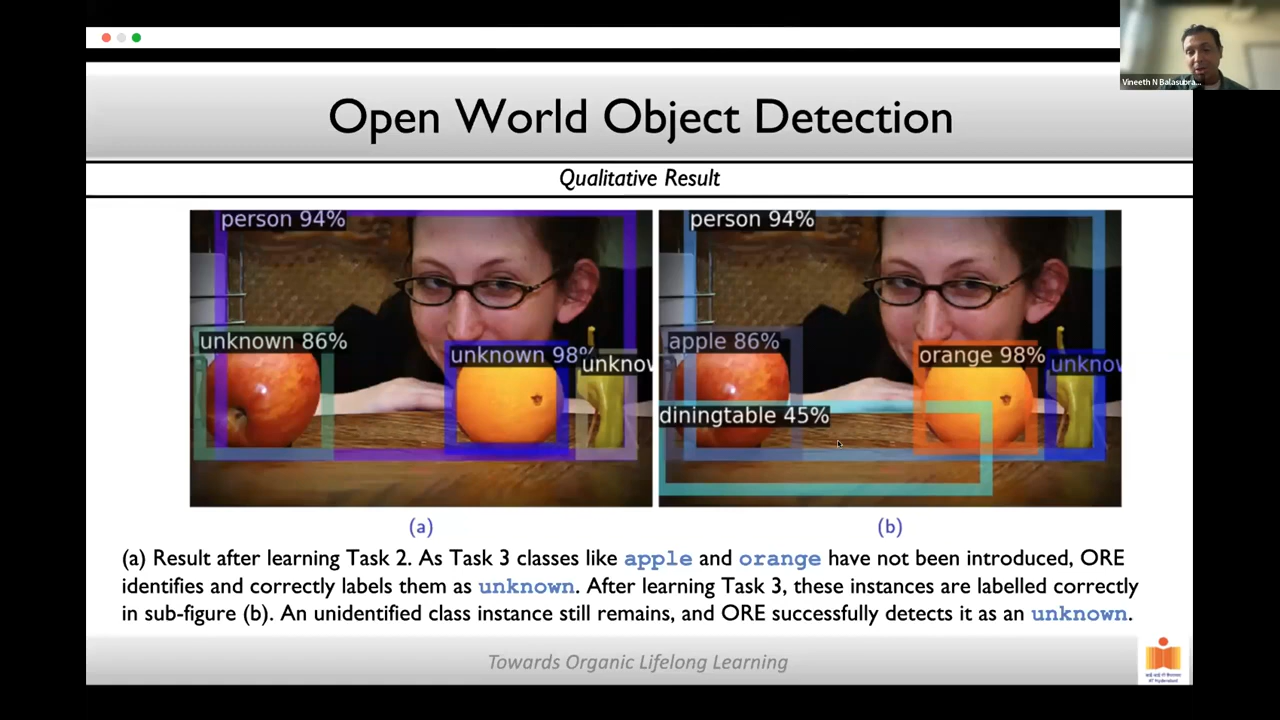 Vineeth N Balasubra...
Open World Object Detection
Qualitative Result
person 94%
unknown 86%
unknown 98%
unknow
person 94%
apple 86%
orange 98%
unknow
diningtable 45%
(a)
(b)
(a) Result after learning Task 2. As Task 3 classes like apple and orange have not been introduced, ORE
identifies and correctly labels them as unknown. After learning Task 3, these instances are labelled correctly
in sub-figure (b). An unidentified class instance still remains, and ORE successfully detects it as an unknown.
Towards Organic Lifelong Learning